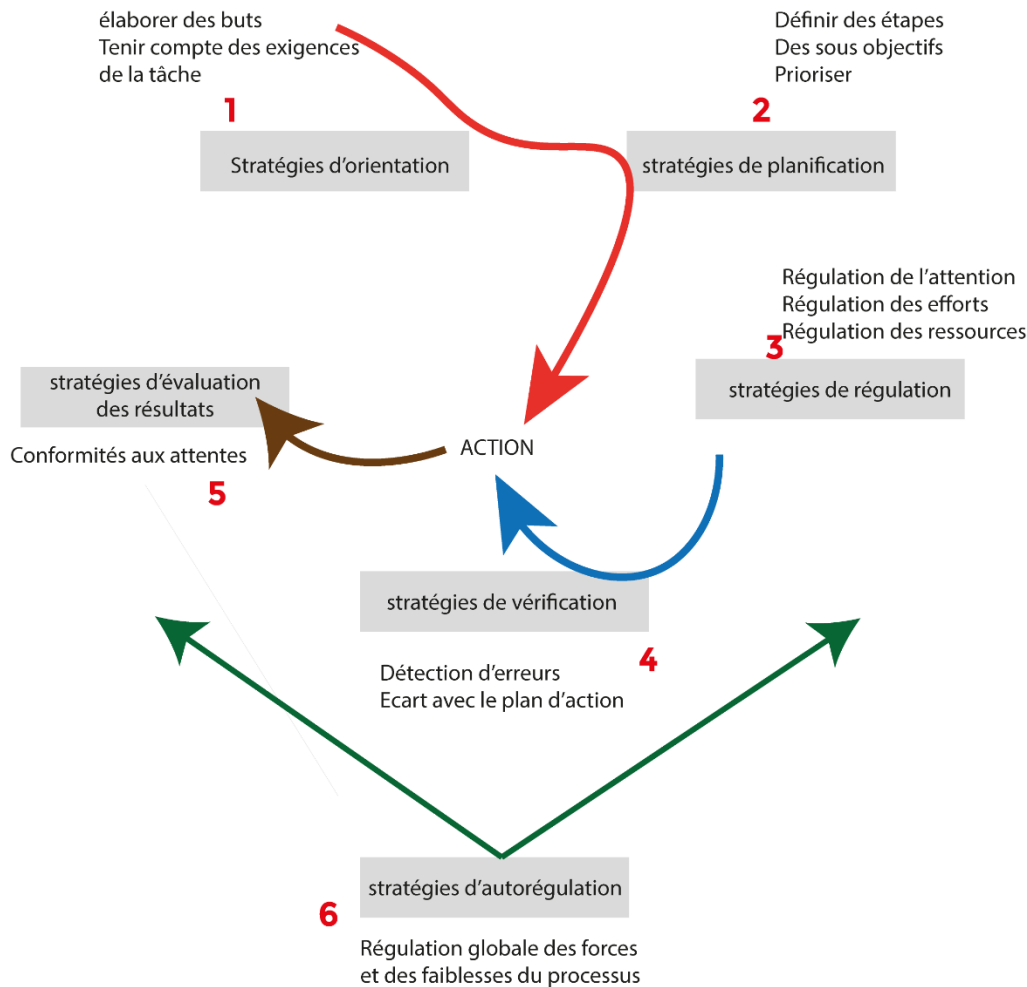 élaborer des buts
Tenir compte des exigences
de la tâche
1
Stratégies d'orientation
Définir des étapes
Des sous objectifs
Prioriser
2
stratégies de planification
Régulation de l'attention
Régulation des efforts
Régulation des ressources
3
stratégies de régulation
stratégies d'évaluation
des résultats
Conformités aux attentes
5
ACTION
stratégies de vérification
4
Détection d'erreurs
Ecart avec le plan d'action
stratégies d'autorégulation
6
Régulation globale des forces
et des faiblesses du processus